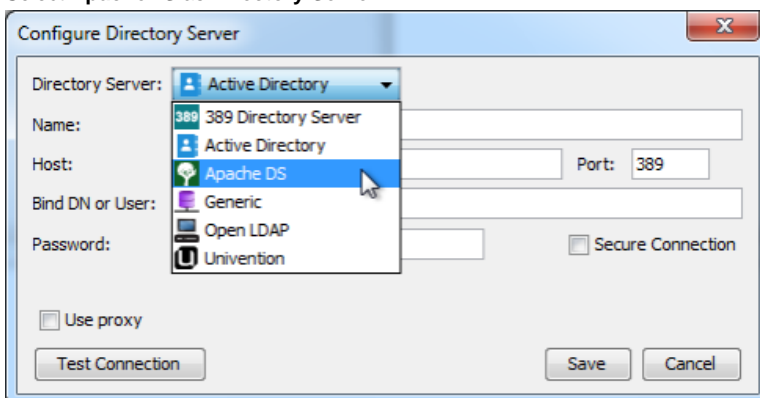 Configure Directory Server
Directory Server: Active Directory
389 389 Directory Server
Name:
Active Directory
Host: Apache DS Port: 389
Generic
Bind DN or User:
Open LDAP
Password: Secure Connection
U Univention
Use proxy
Test Connection Save Cancel